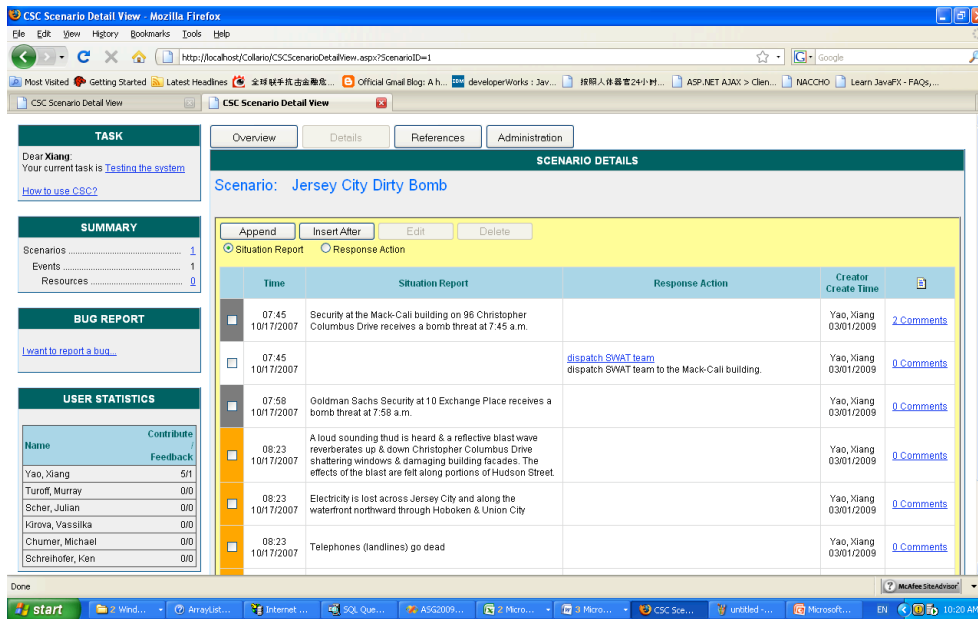 CSC Scenario Detail View - Mozilla Firefox
File Edit View History Bookmarks Tools Help
http://localhost/Collario/CSCScenarioDetailView.aspx?ScenarioID=1
Google
Most Visited Getting Started Latest Headlines Official Gmail Blog: A h... developerWorks : Jav... 按照人体器官24小时... ASP.NET AJAX > Clien... NACCHO Learn JavaFX - FAQs,...
CSC Scenario Detail View CSC Scenario Detail View
TASK
Dear Xiang:
Your current task is Testing the system
How to use CSC?
SUMMARY
Scenarios 1
Events 1
Resources 0
BUG REPORT
I want to report a bug...
USER STATISTICS
Name Contribute / Feedback
Yao, Xiang 5/1
Turoff, Murray 0/0
Scher, Julian 0/0
Kirova, Vassilka 0/0
Chumer, Michael 0/0
Schreihofer, Ken 0/0
Overview Details References Administration
SCENARIO DETAILS
Scenario: Jersey City Dirty Bomb
Append Insert After Edit Delete
Situation Report Response Action
Time Situation Report Response Action Creator
Create Time
07:45
10/17/2007
Security at the Mack-Cali building on 96 Christopher
Columbus Drive receives a bomb threat at 7:45 a.m.
Yao, Xiang
03/01/2009
2 Comments
07:45
10/17/2007
dispatch SWAT team
dispatch SWAT team to the Mack-Cali building.
Yao, Xiang
03/01/2009
0 Comments
07:58
10/17/2007
Goldman Sachs Security at 10 Exchange Place receives a
bomb threat at 7:58 a.m.
Yao, Xiang
03/01/2009
0 Comments
08:23
10/17/2007
A loud sounding thud is heard & a reflective blast wave
reverberates up & down Christopher Columbus Drive
shattering windows & damaging building facades. The
effects of the blast are felt along portions of Hudson Street.
Yao, Xiang
03/01/2009
0 Comments
08:23
10/17/2007
Electricity is lost across Jersey City and along the
waterfront northward through Hoboken & Union City
Yao, Xiang
03/01/2009
0 Comments
08:23
10/17/2007
Telephones (landlines) go dead
Yao, Xiang
03/01/2009
0 Comments
Done
McAfee SiteAdvisor
start 2 Wind... ArrayList... Internet ... SQL Que... ASG2009... 2 Micro... 3 Micro... CSC Sce... untitled -... Microsoft... EN 10:20 AM